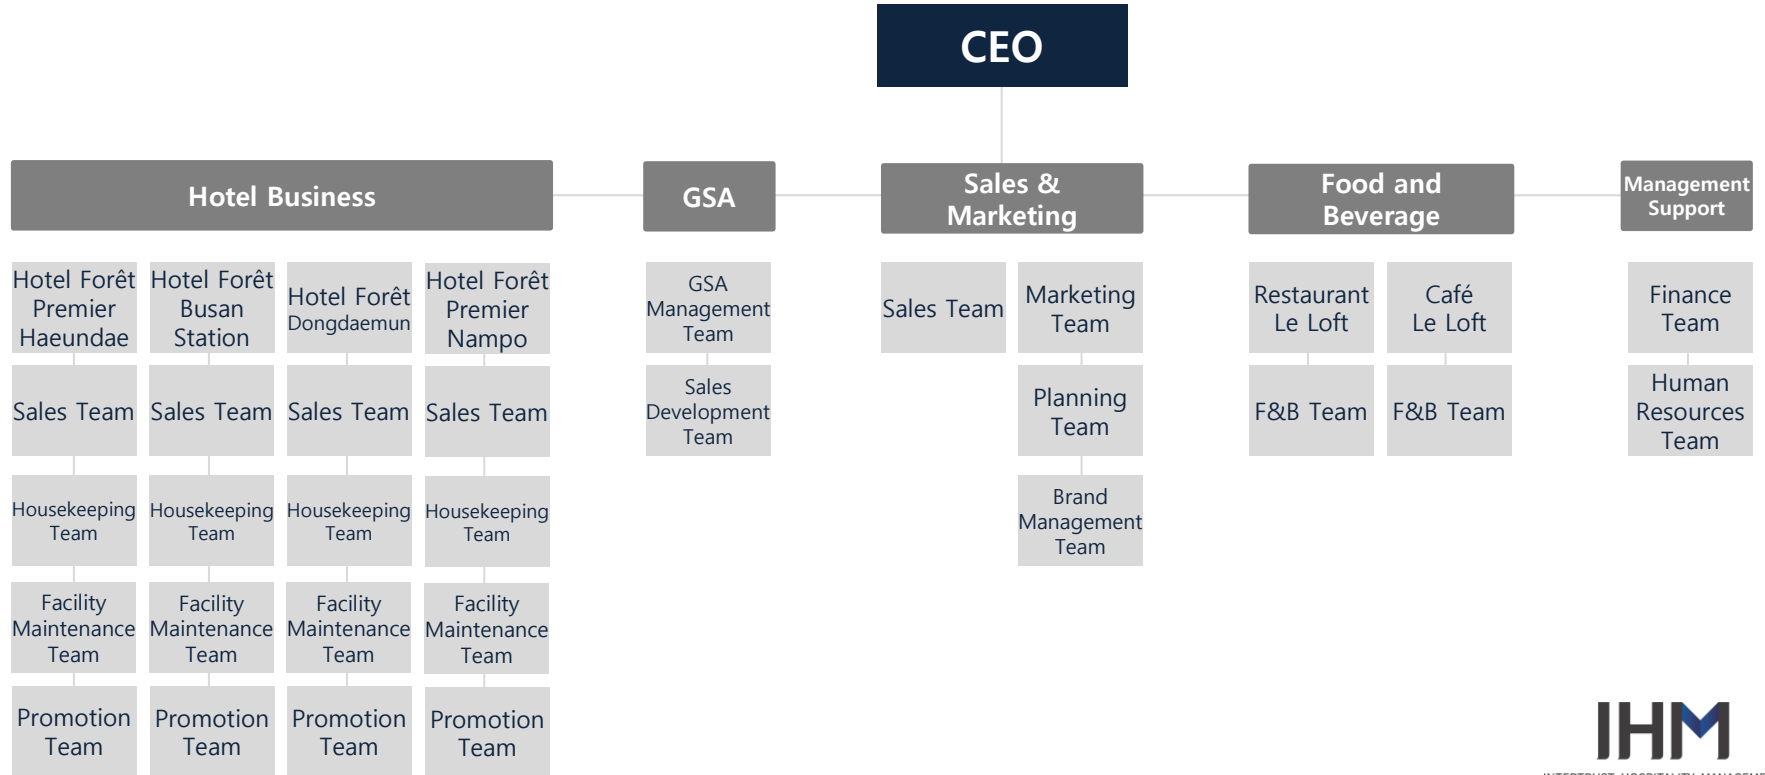 CEO
Hotel Business
GSA
Sales &
Marketing
Food and
Beverage
Management
Support
Hotel Forêt
Premier
Haeundae
Hotel Forêt
Busan
Station
Hotel Forêt
Dongdaemun
Hotel Forêt
Premier
Nampo
GSA
Management
Team
Sales Team
Marketing
Team
Restaurant
Le Loft
Café
Le Loft
Finance
Team
Sales Team
Sales Team
Sales Team
Sales Team
Sales
Development
Team
Planning
Team
F&B Team
F&B Team
Human
Resources
Team
Housekeeping
Team
Housekeeping
Team
Housekeeping
Team
Housekeeping
Team
Brand
Management
Team
Facility
Maintenance
Team
Facility
Maintenance
Team
Facility
Maintenance
Team
Facility
Maintenance
Team
Promotion
Team
Promotion
Team
Promotion
Team
Promotion
Team
IHM
INTERTRUST HOSPITALITY